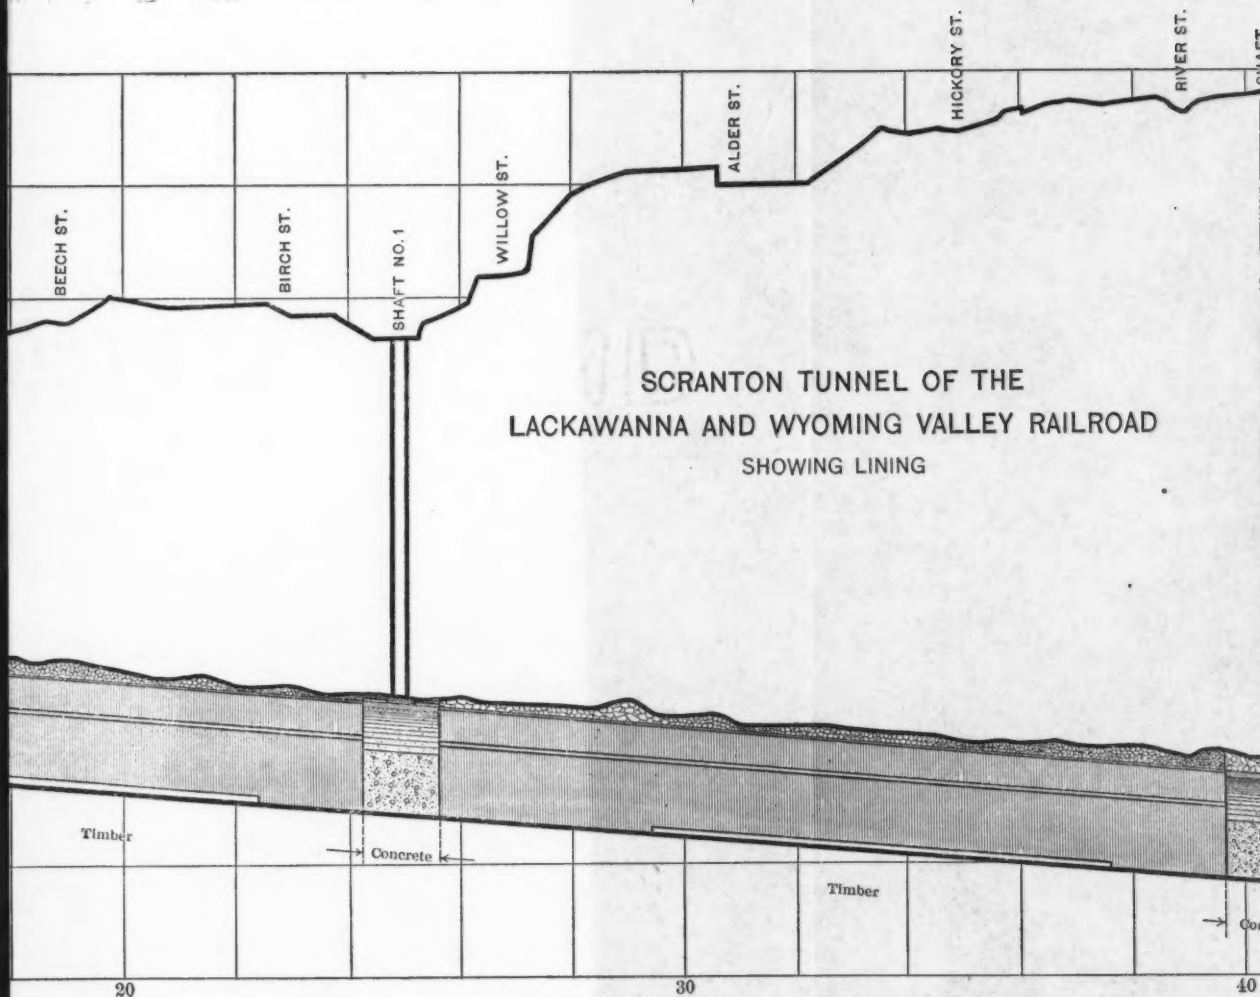 BEECH ST.
BIRCH ST.
SHAFT NO. 1
WILLOW ST.
ALDER ST.
HICKORY ST.
RIVER ST.
SCRANTON TUNNEL OF THE
LACKAWANNA AND WYOMING VALLEY RAILROAD
SHOWING LINING
Timber
Concrete
Timber
20
30
40